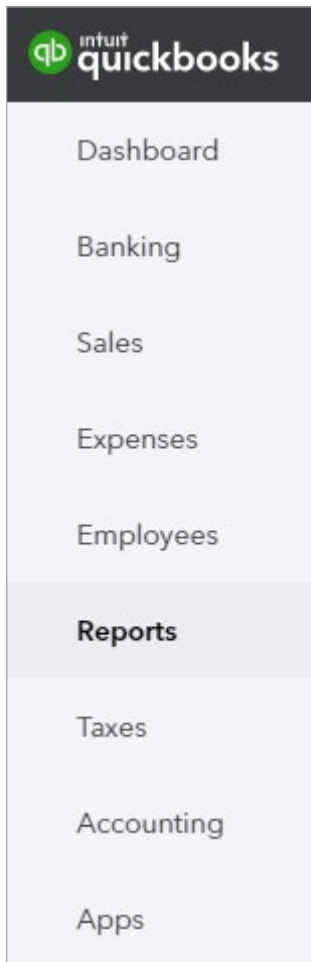 qb
intuit
quickbooks
Dashboard
Banking
Sales
Expenses
Employees
Reports
Taxes
Accounting
Apps